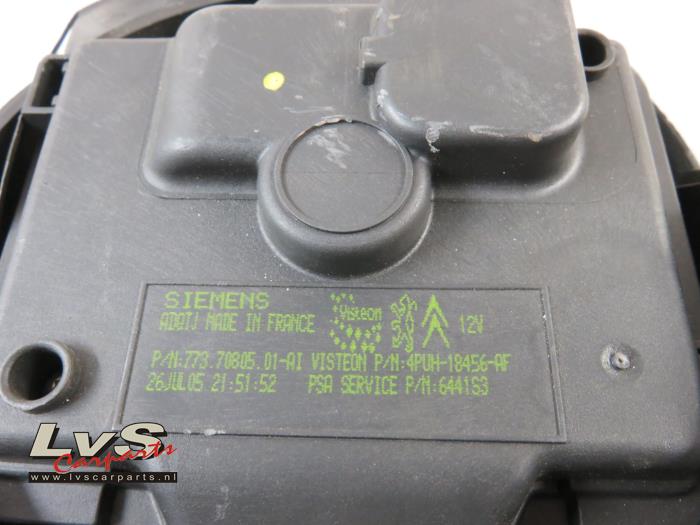 SIEMENS
Visteon
ADQTJ MADE IN FRANCE 12V
P/N:773.70805.01-AI VISTEON P/N:4PUH-18456-AF
26JUL05 21:51:52 PSA SERVICE P/N:6441S3
LvS
Carparts
www.lvscarparts.nl